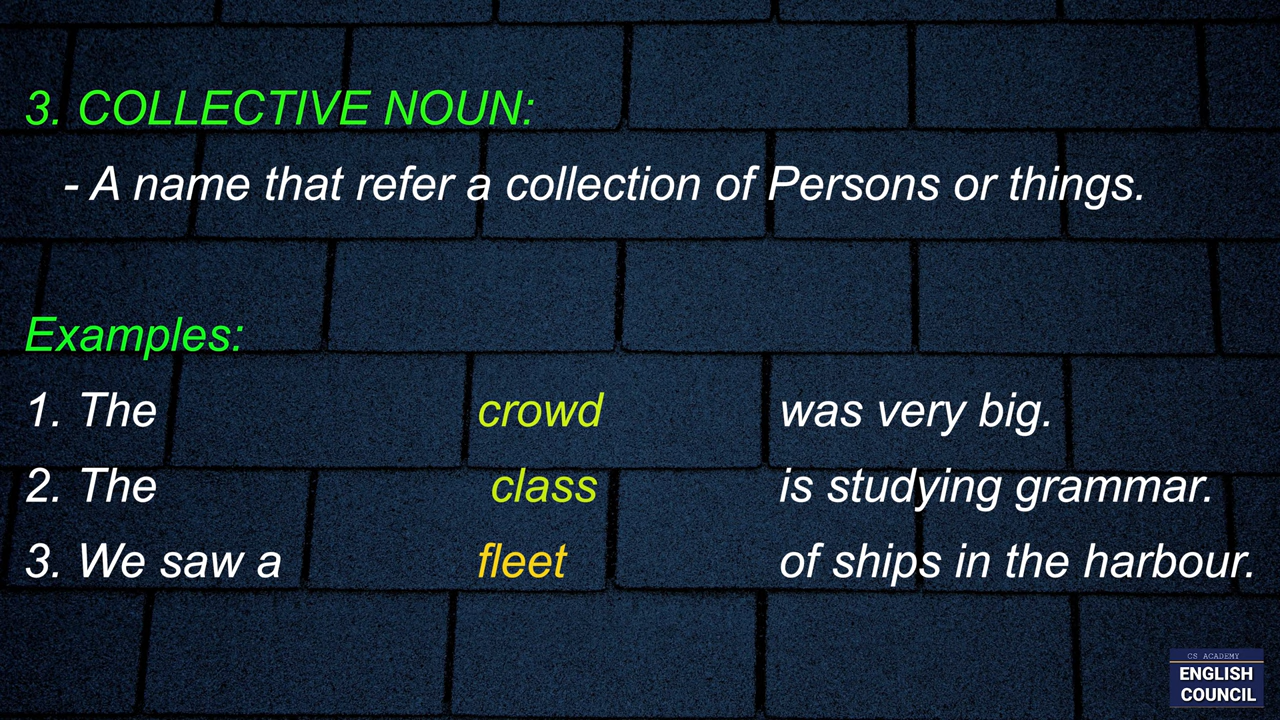 3. COLLECTIVE NOUN:
- A name that refer a collection of Persons or things.
Examples:
1. The crowd was very big.
2. The class is studying grammar.
3. We saw a fleet of ships in the harbour.
CS ACADEMY
ENGLISH
COUNCIL